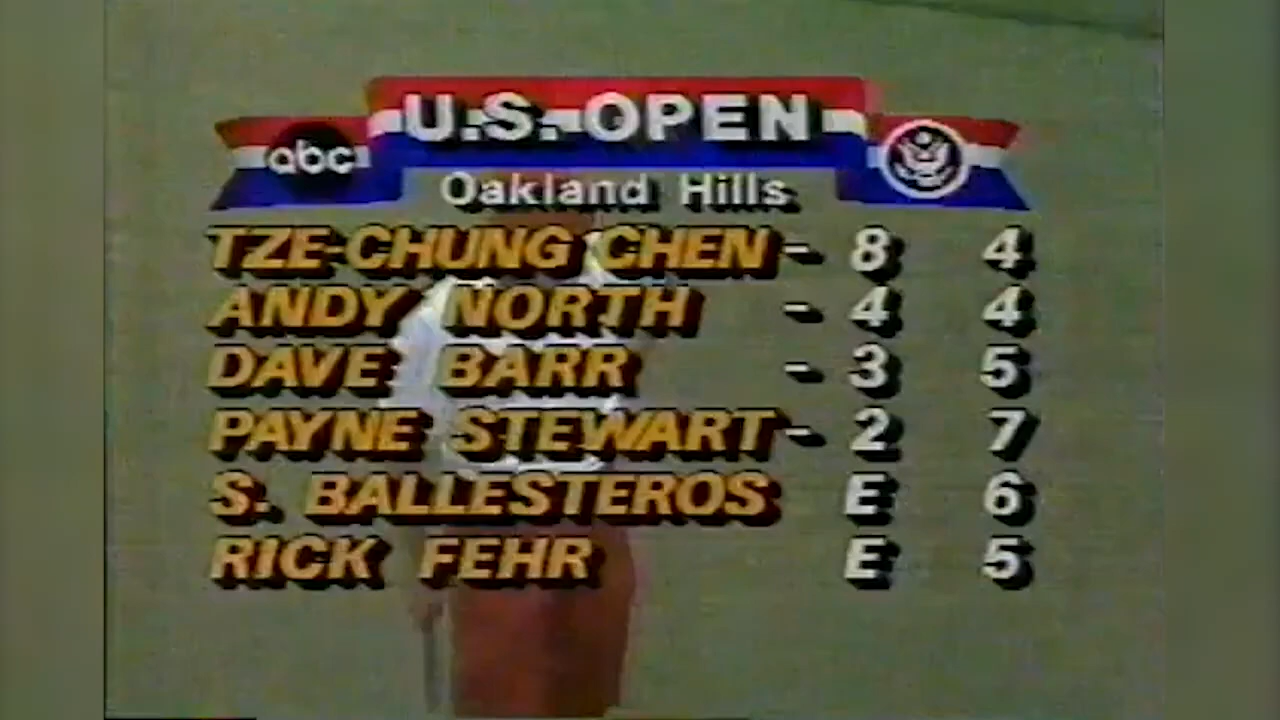 U.S. OPEN
abc
Oakland Hills
TZE-CHUNG CHEN - 8 4
ANDY NORTH - 4 4
DAVE BARR - 3 5
PAYNE STEWART - 2 7
S. BALLESTEROS E 6
RICK FEHR E 5